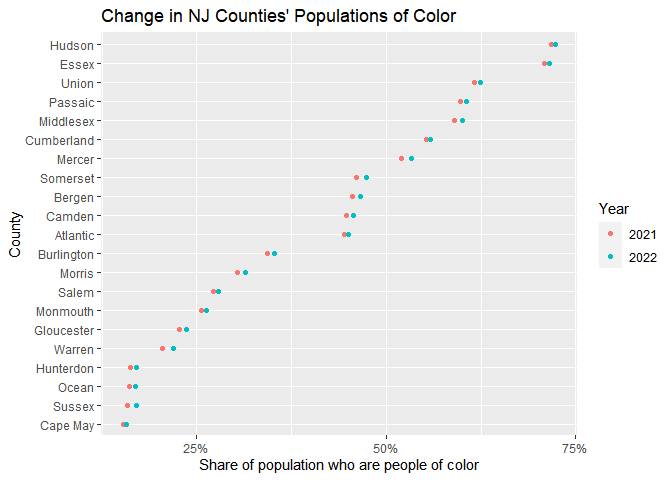 Change in NJ Counties' Populations of Color
Hudson
Essex
Union
Passaic
Middlesex
Cumberland
Mercer
Somerset
Bergen
Camden
Atlantic
Burlington
Morris
Salem
Monmouth
Gloucester
Warren
Hunterdon
Ocean
Sussex
Cape May
County
25%
50%
75%
Share of population who are people of color
Year
2021
2022